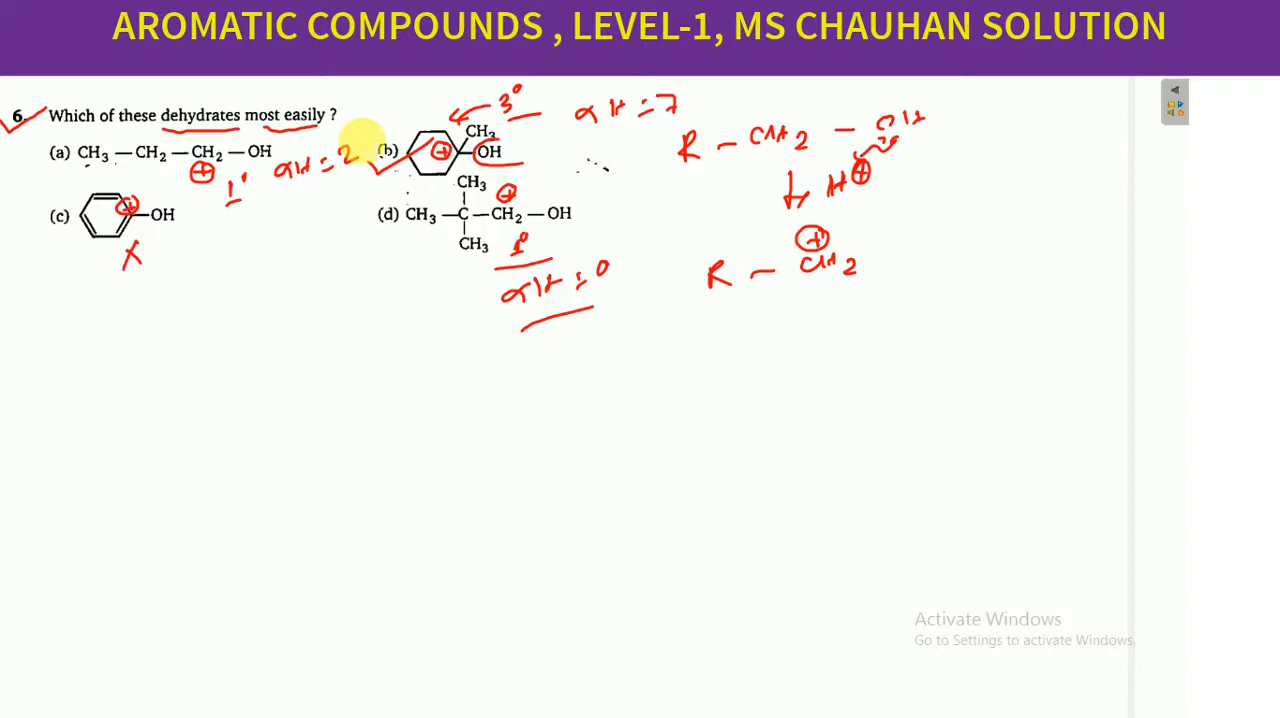 AROMATIC COMPOUNDS , LEVEL-1, MS CHAUHAN SOLUTION
6. Which of these dehydrates most easily ?
(a) CH3 — CH2 — CH2 — OH
⊕
1°
αH = 2
(b) CH3
OH
⊕
3°
αH = 7
(c) —OH
⊕
X
(d) CH3 — C — CH2 — OH
CH3
CH3
⊕
1°
αH = 0
R — CH2 — OH
↓ H⊕
⊕
R — CH2
Activate Windows
Go to Settings to activate Windows.